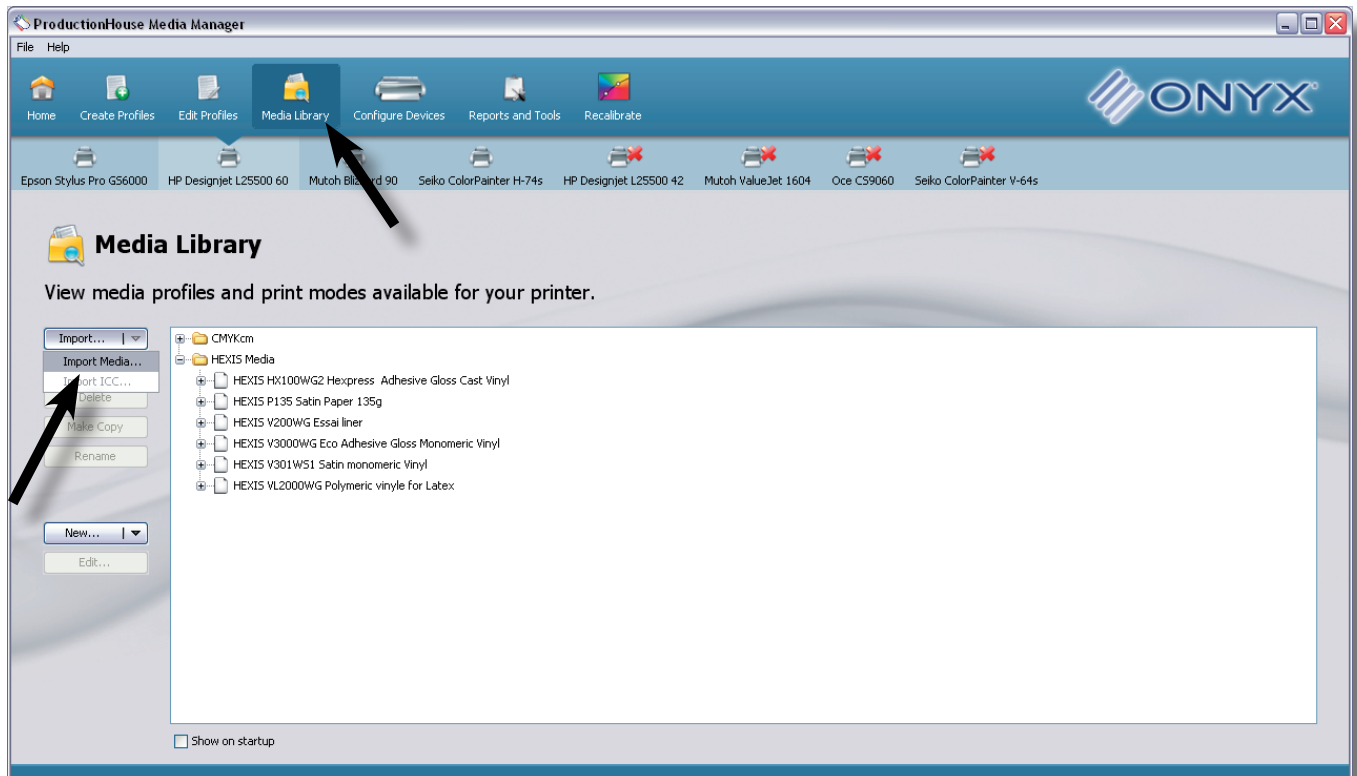 ProductionHouse Media Manager
File Help
Home Create Profiles Edit Profiles Media Library Configure Devices Reports and Tools Recalibrate
ONYX
Epson Stylus Pro GS6000 HP Designjet L25500 60 Mutoh 90 Seiko ColorPainter H-74s HP Designjet L25500 42 Mutoh ValueJet 1604 Oce CS9060 Seiko ColorPainter V-64s
Media Library
View media profiles and print modes available for your printer.
Import...
Import Media...
ICC...
Delete
Make Copy
Rename
New...
Edit...
CMYKcm
HEXIS Media
HEXIS HX100WG2 Hexpress Adhesive Gloss Cast Vinyl
HEXIS P135 Satin Paper 135g
HEXIS V200WG Essai liner
HEXIS V3000WG Eco Adhesive Gloss Monomeric Vinyl
HEXIS V301WS1 Satin monomeric Vinyl
HEXIS VL2000WG Polymeric vinyle for Latex
Show on startup